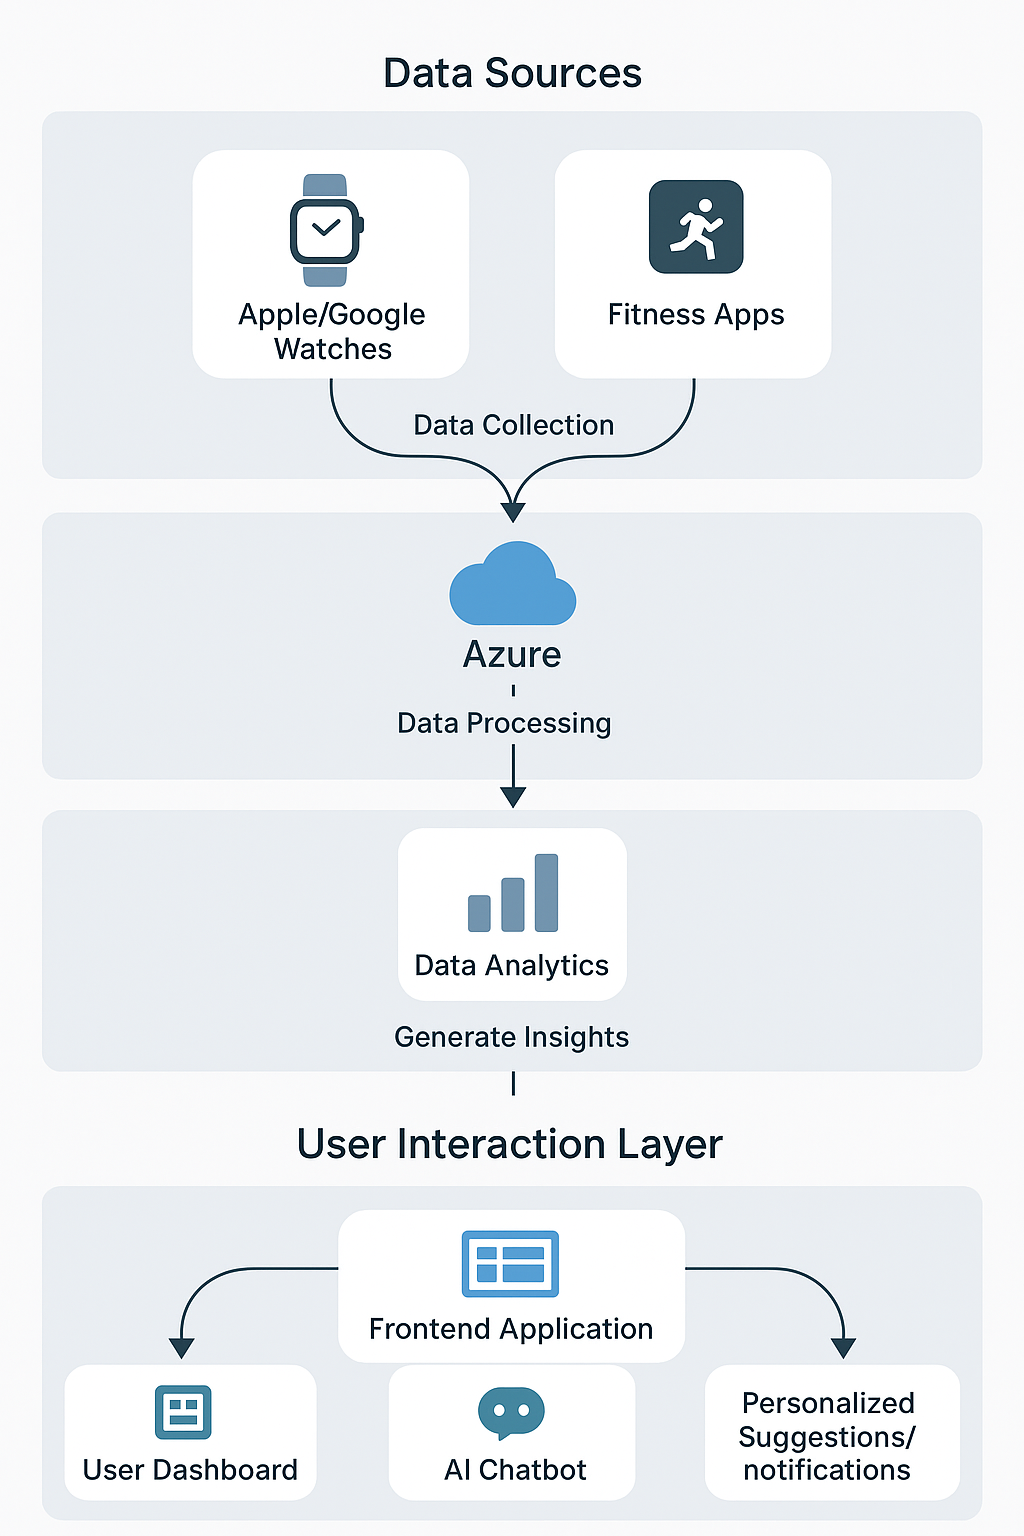 Data Sources
Apple/Google
Watches
Fitness Apps
Data Collection
Azure
Data Processing
Data Analytics
Generate Insights
User Interaction Layer
Frontend Application
User Dashboard
AI Chatbot
Personalized
Suggestions/
notifications